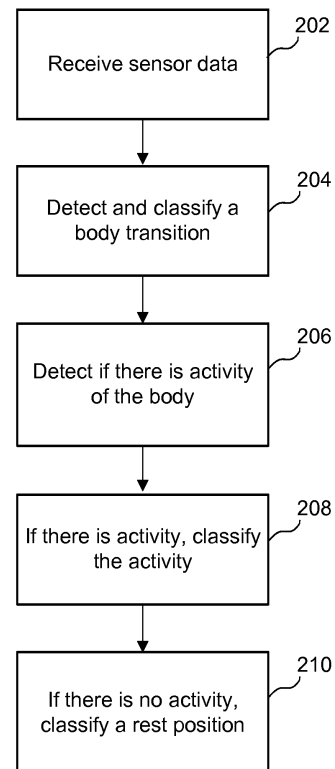 202
Receive sensor data
204
Detect and classify a
body transition
206
Detect if there is activity
of the body
208
If there is activity, classify
the activity
210
If there is no activity,
classify a rest position